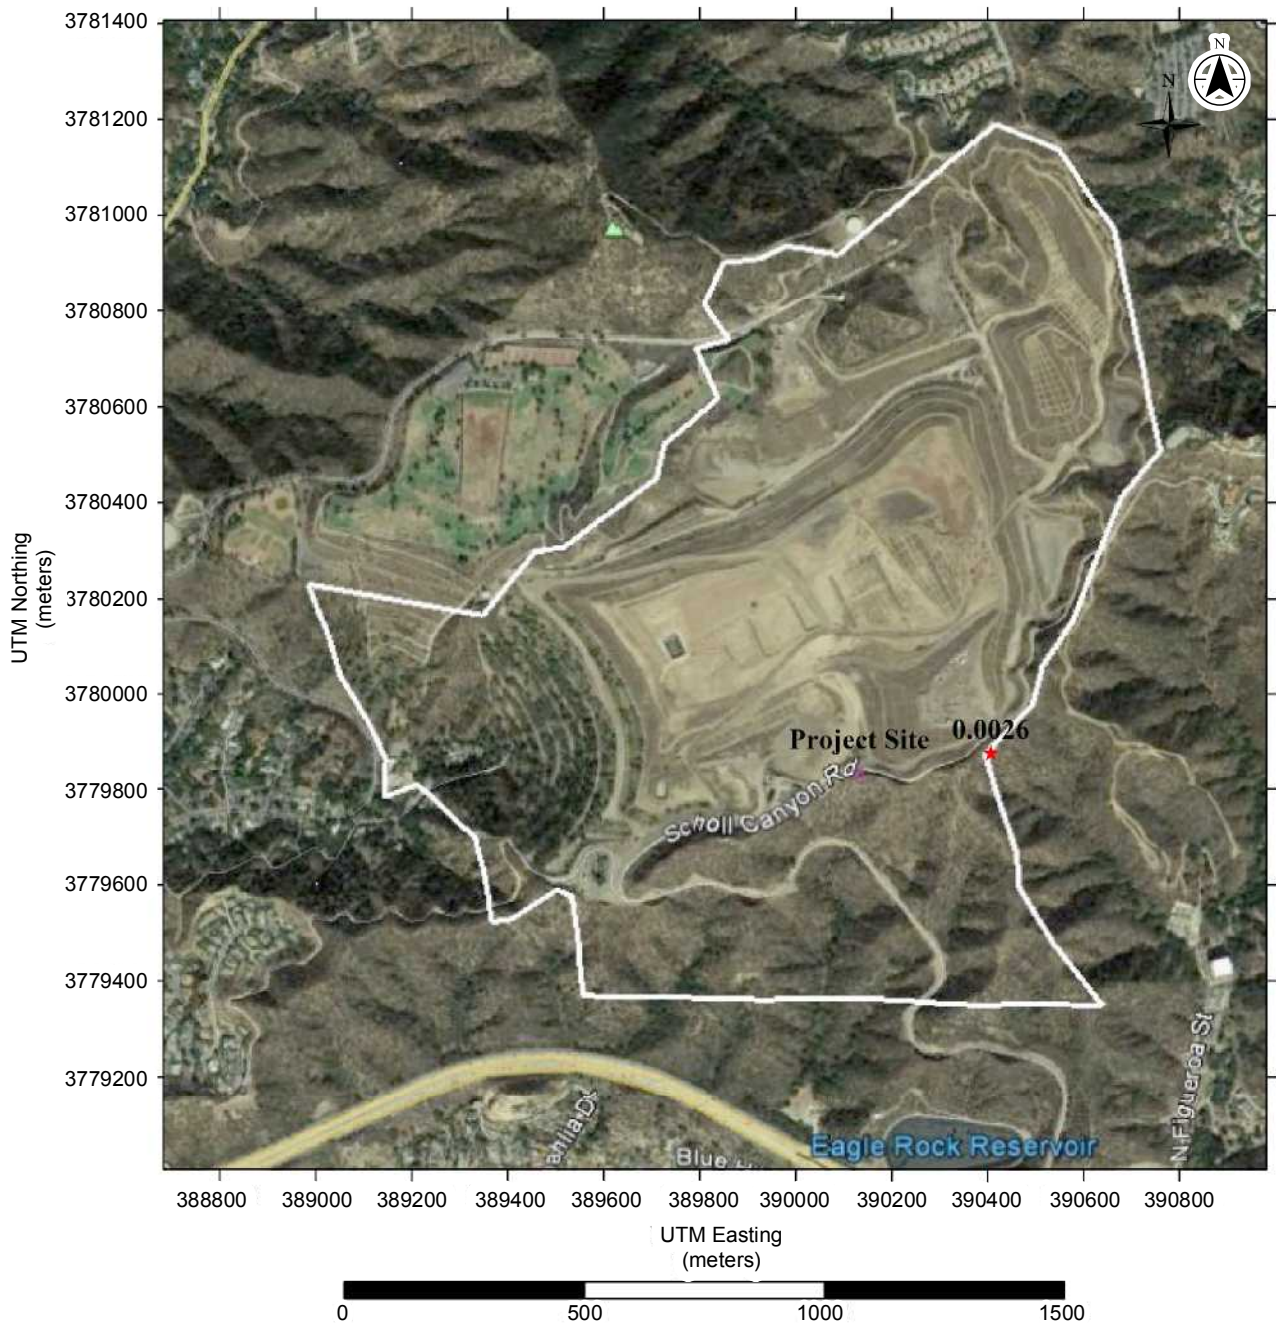 3781400
3781200
3781000
3780800
3780600
3780400
3780200
3780000
3779800
3779600
3779400
3779200
UTM Northing
(meters)
N
N
Project Site
0.0026
Scholl Canyon Rd
N Figueroa St
Eagle Rock Reservoir
388800 389000 389200 389400 389600 389800 390000 390200 390400 390600 390800
UTM Easting
(meters)
0 500 1000 1500